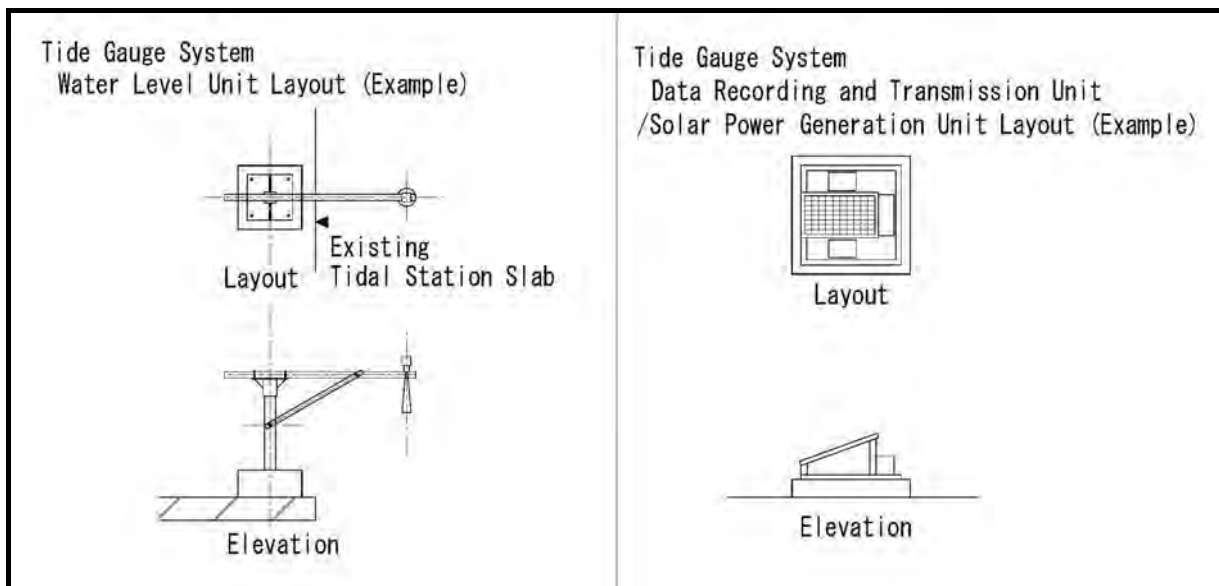 Tide Gauge System
Water Level Unit Layout (Example)
Existing
Tidal Station Slab
Layout
Elevation
Tide Gauge System
Data Recording and Transmission Unit
/Solar Power Generation Unit Layout (Example)
Layout
Elevation